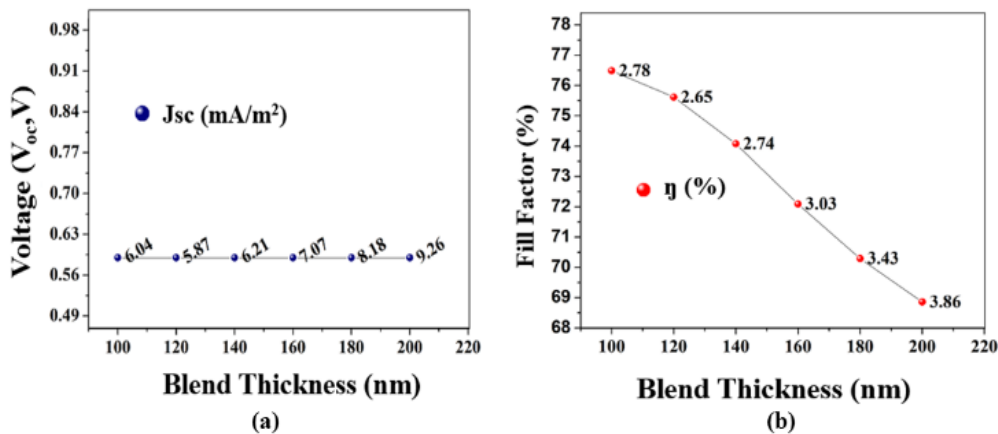 0.98
0.91
0.84
0.77
0.70
0.63
0.56
0.49
Voltage (Voc,V)
Jsc (mA/m²)
6.04 5.87 6.21 7.07 8.18 9.26
100 120 140 160 180 200 220
Blend Thickness (nm)
(a)
78
77
76
75
74
73
72
71
70
69
68
Fill Factor (%)
2.78
2.65
2.74
3.03
3.43
3.86
ŋ (%)
100 120 140 160 180 200 220
Blend Thickness (nm)
(b)